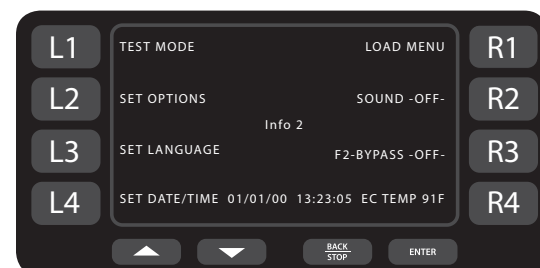 L1 TEST MODE LOAD MENU R1
L2 SET OPTIONS SOUND -OFF- R2
Info 2
L3 SET LANGUAGE F2-BYPASS -OFF- R3
L4 SET DATE/TIME 01/01/00 13:23:05 EC TEMP 91F R4
BACK
STOP
ENTER